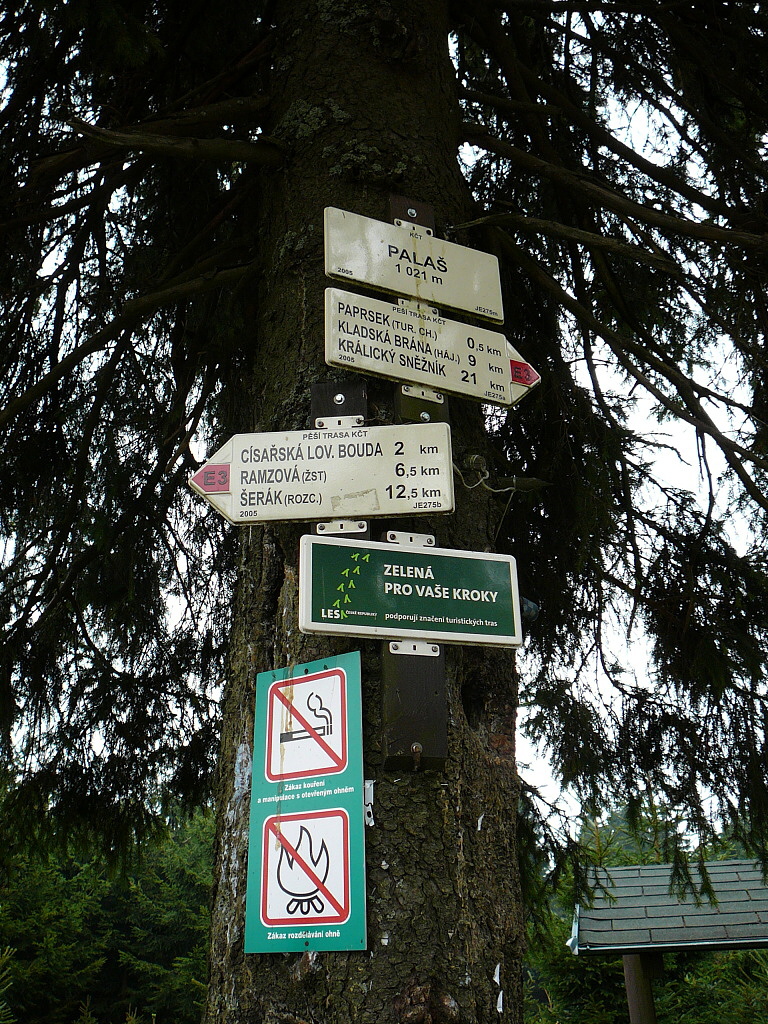 KČT
PALAŠ
1 021 m
2005 JE275m
PĚŠÍ TRASA KČT
PAPRSEK (TUR. CH.) 0,5 km
KLADSKÁ BRÁNA (HÁJ.) 9 km
KRÁLICKÝ SNĚŽNÍK 21 km
2005 JE275a
E3
PĚŠÍ TRASA KČT
CÍSAŘSKÁ LOV. BOUDA 2 km
E3
RAMZOVÁ (ŽST) 6,5 km
ŠERÁK (ROZC.) 12,5 km
2005 JE275b
ZELENÁ
PRO VAŠE KROKY
LESY ČESKÉ REPUBLIKY podporují značení turistických tras
Zákaz kouření
a manipulace s otevřeným ohněm
Zákaz rozdělávání ohně